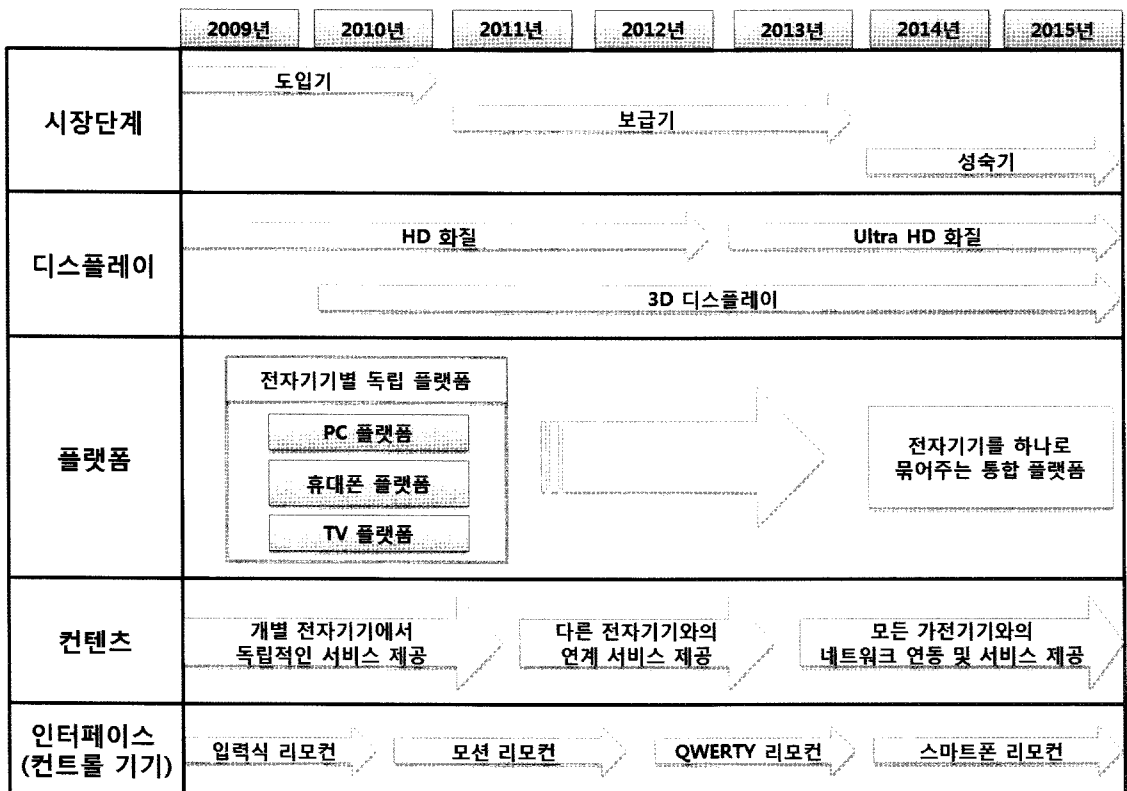 2009년 2010년 2011년 2012년 2013년 2014년 2015년
시장단계
도입기
보급기
성숙기
디스플레이
HD 화질
Ultra HD 화질
3D 디스플레이
플랫폼
전자기기별 독립 플랫폼
PC 플랫폼
휴대폰 플랫폼
TV 플랫폼
전자기기를 하나로
묶어주는 통합 플랫폼
컨텐츠
개별 전자기기에서
독립적인 서비스 제공
다른 전자기기와의
연계 서비스 제공
모든 가전기기와의
네트워크 연동 및 서비스 제공
인터페이스
(컨트롤 기기)
입력식 리모컨
모션 리모컨
QWERTY 리모컨
스마트폰 리모컨